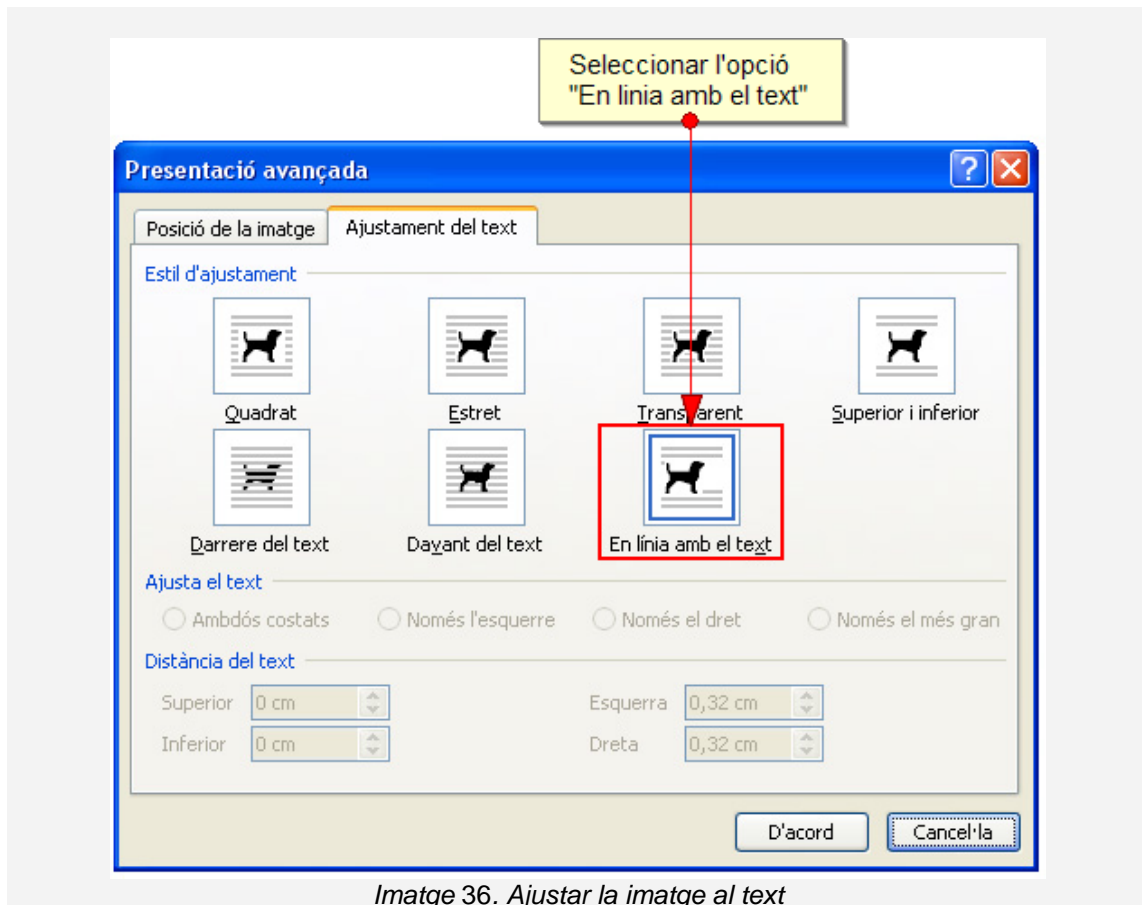 Seleccionar l'opció
"En linia amb el text"
Presentació avançada
Posició de la imatge Ajustament del text
Estil d'ajustament
Quadrat Estret Transparent Superior i inferior
Darrere del text Davant del text En línia amb el text
Ajusta el text
Ambdós costats Només l'esquerre Només el dret Només el més gran
Distància del text
Superior 0 cm Esquerra 0,32 cm
Inferior 0 cm Dreta 0,32 cm
D'acord Cancel·la
Imatge 36. Ajustar la imatge al text